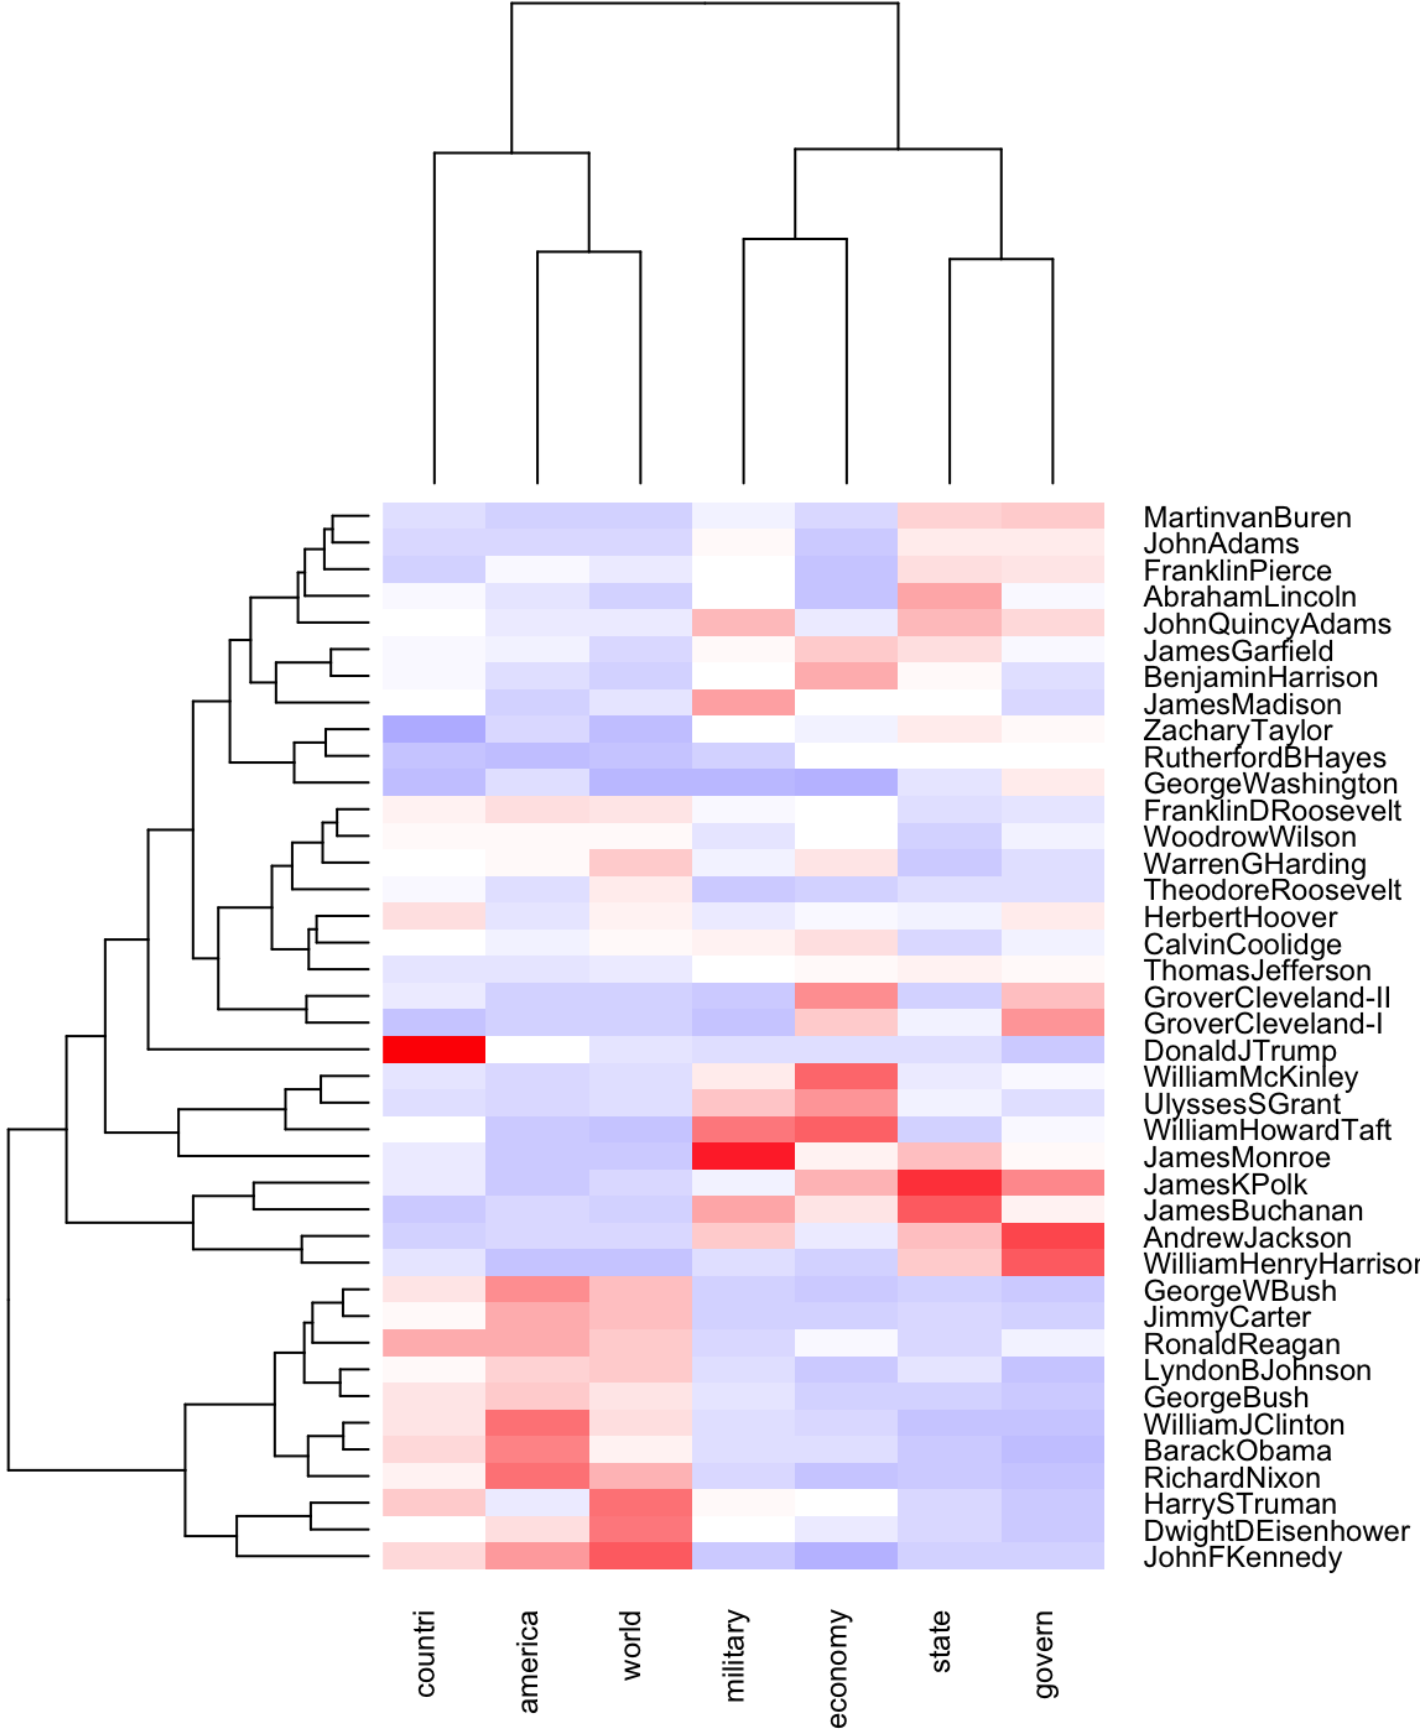 MartinvanBuren
JohnAdams
FranklinPierce
AbrahamLincoln
JohnQuincyAdams
JamesGarfield
BenjaminHarrison
JamesMadison
ZacharyTaylor
RutherfordBHayes
GeorgeWashington
FranklinDRoosevelt
WoodrowWilson
WarrenGHarding
TheodoreRoosevelt
HerbertHoover
CalvinCoolidge
ThomasJefferson
GroverCleveland-II
GroverCleveland-I
DonaldJTrump
WilliamMcKinley
UlyssesSGrant
WilliamHowardTaft
JamesMonroe
JamesKPolk
JamesBuchanan
AndrewJackson
WilliamHenryHarrison
GeorgeWBush
JimmyCarter
RonaldReagan
LyndonBJohnson
GeorgeBush
WilliamJClinton
BarackObama
RichardNixon
HarrySTruman
DwightDEisenhower
JohnFKennedy
countri
america
world
military
economy
state
govern